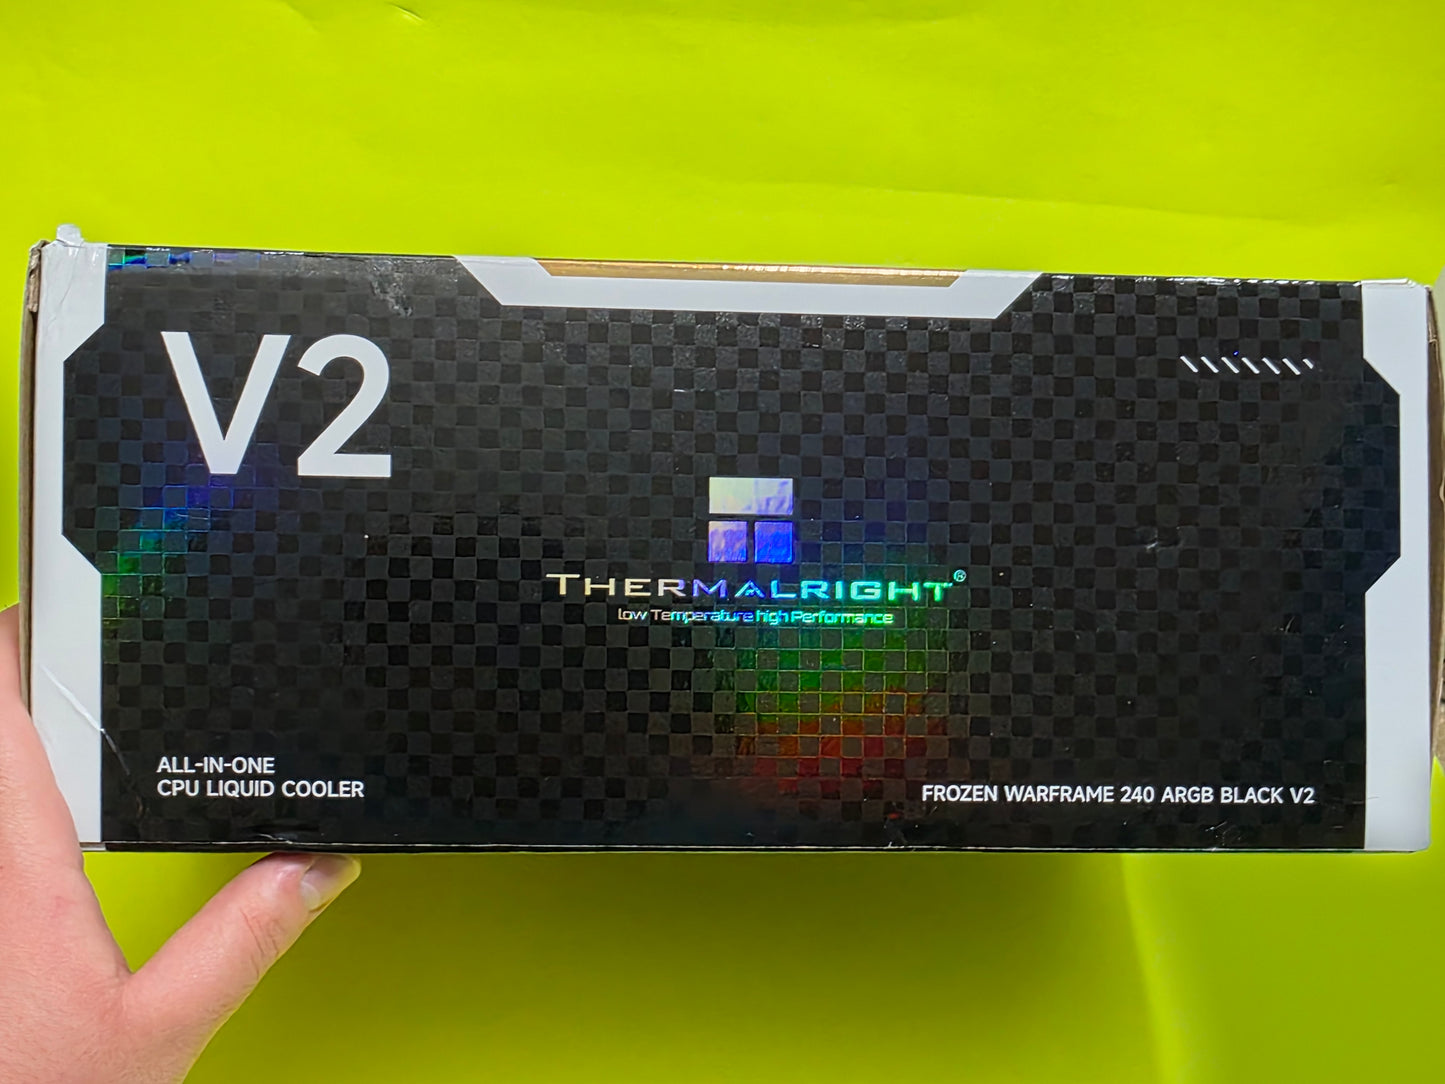 V2
THERMALRIGHT®
low Temperature high Performance
ALL-IN-ONE
CPU LIQUID COOLER
FROZEN WARFRAME 240 ARGB BLACK V2